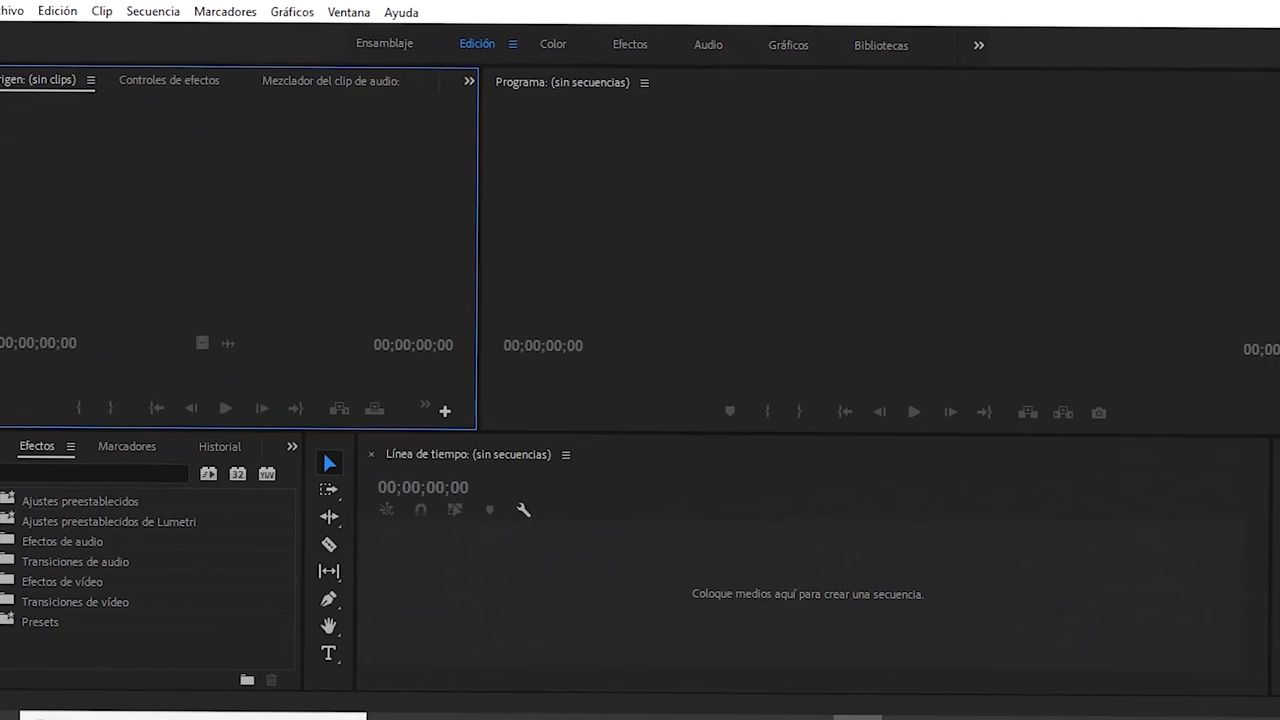 chivo Edición Clip Secuencia Marcadores Gráficos Ventana Ayuda
Ensamblaje Edición Color Efectos Audio Gráficos Bibliotecas
rigen: (sin clips) Controles de efectos Mezclador del clip de audio:
Programa: (sin secuencias)
00;00;00;00 00;00;00;00
00;00;00;00 00;00
Efectos Marcadores Historial
32 YUV
Ajustes preestablecidos
Ajustes preestablecidos de Lumetri
Efectos de audio
Transiciones de audio
Efectos de vídeo
Transiciones de vídeo
Presets
T
Línea de tiempo: (sin secuencias)
00;00;00;00
Coloque medios aquí para crear una secuencia.